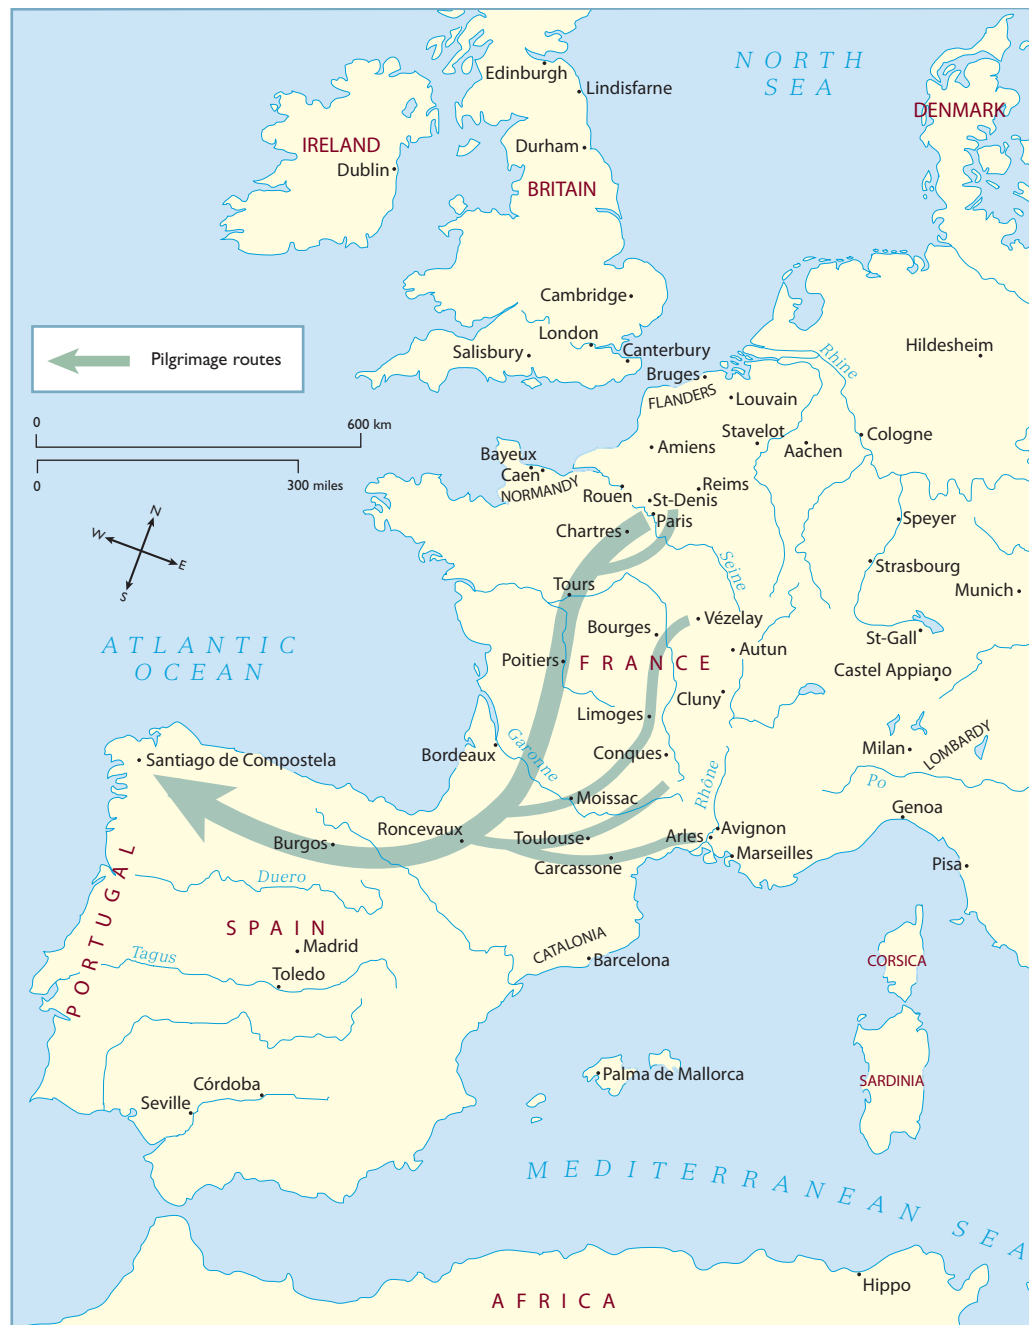 NORTH
SEA
Edinburgh
Lindisfarne
DENMARK
IRELAND
Dublin
Durham
BRITAIN
Cambridge
London
Salisbury
Canterbury
Hildesheim
Rhine
Pilgrimage routes
Bruges
FLANDERS
Louvain
0
600 km
0
300 miles
Stavelot
Aachen
Cologne
Amiens
Bayeux
Caen
NORMANDY
Rouen
Reims
St-Denis
Paris
Chartres
Speyer
N
W
E
S
Seine
Strasbourg
Munich
Tours
Vézelay
Bourges
Autun
St-Gall
ATLANTIC
OCEAN
Poitiers
FRANCE
Castel Appiano
Cluny
Limoges
Garonne
Bordeaux
Conques
Milan
LOMBARDY
Santiago de Compostela
Rhône
Po
Moissac
Genoa
Roncevaux
Burgos
Toulouse
Arles
Avignon
Marseilles
Carcassone
Pisa
Duero
PORTUGAL
SPAIN
Madrid
CATALONIA
Barcelona
CORSICA
Tagus
Toledo
Palma de Mallorca
SARDINIA
Córdoba
Seville
MEDITERRANEAN SEA
Hippo
AFRICA